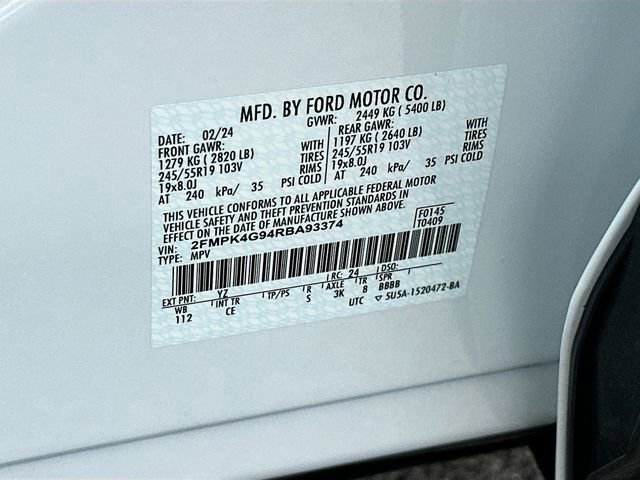 MFD. BY FORD MOTOR CO.
DATE: 02/24 GVWR: 2449 KG ( 5400 LB)
FRONT GAWR: REAR GAWR:
1279 KG ( 2820 LB) WITH 1197 KG ( 2640 LB) WITH
245/55R19 103V TIRES 245/55R19 103V TIRES
19x8.0J RIMS 19x8.0J RIMS
AT 240 kPa/ 35 PSI COLD AT 240 kPa/ 35 PSI COLD
THIS VEHICLE CONFORMS TO ALL APPLICABLE FEDERAL MOTOR
VEHICLE SAFETY AND THEFT PREVENTION STANDARDS IN
EFFECT ON THE DATE OF MANUFACTURE SHOWN ABOVE. F0145
VIN: 2FMPK4G94RBA93374 T0409
TYPE: MPV
EXT PNT: YZ RC: 24 DSO:
WB INT TR TP/PS R AXLE TR SPR
112 CE S 3K 8 BBBB
UTC ▽ 5U5A-1520472-BA